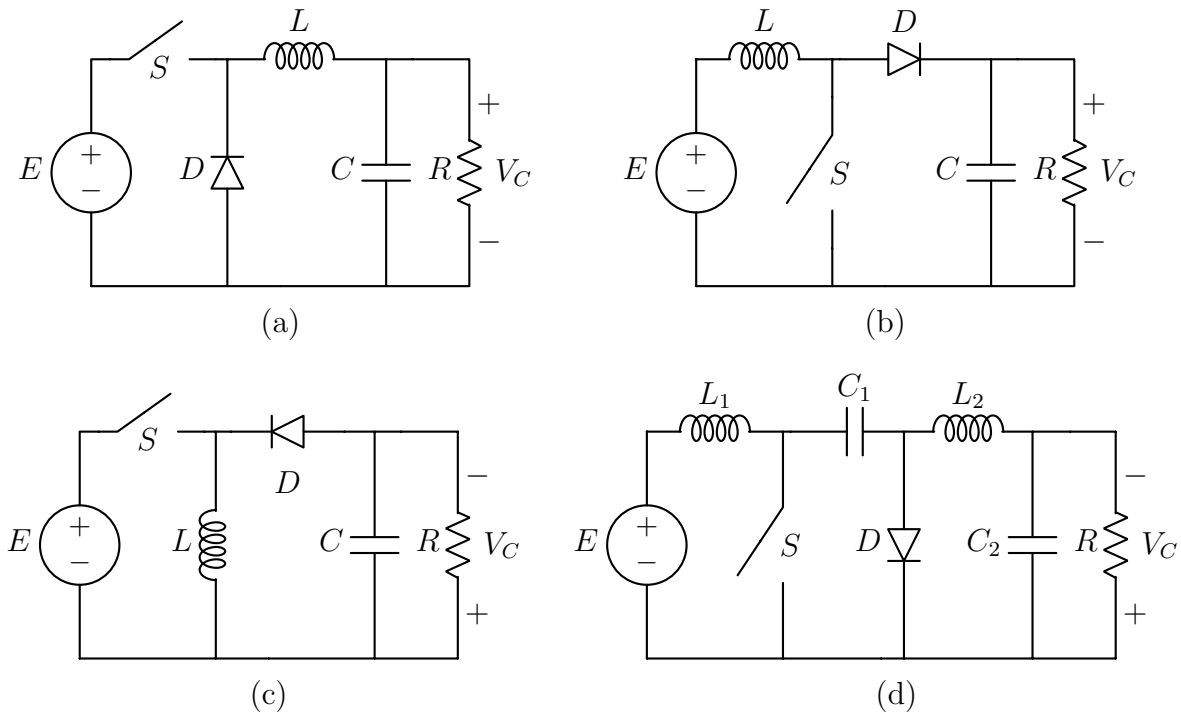 L
S
E
+
−
D
C
R
+
V_C
−
(a)
L
D
E
+
−
S
C
R
+
V_C
−
(b)
S
D
E
+
−
L
C
R
−
V_C
+
(c)
L_1
C_1
L_2
E
+
−
S
D
C_2
R
−
V_C
+
(d)